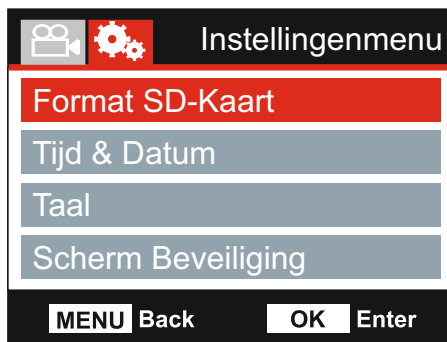 Instellingenmenu
Format SD-Kaart
Tijd & Datum
Taal
Scherm Beveiliging
MENU Back OK Enter